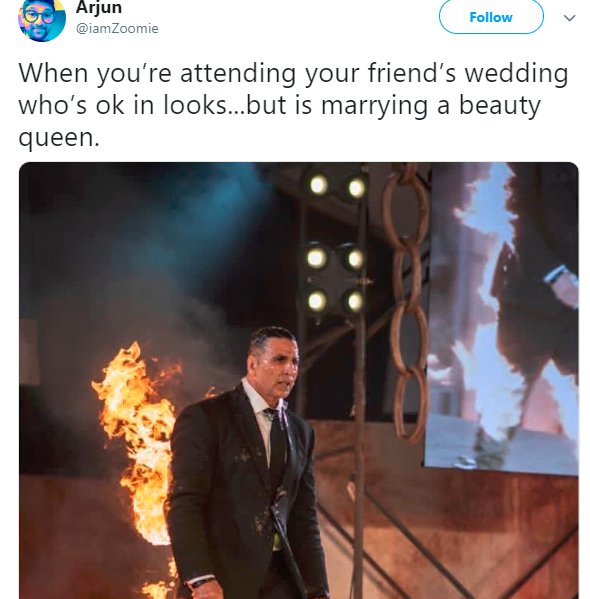 Arjun
@iamZoomie
Follow
When you're attending your friend's wedding
who's ok in looks...but is marrying a beauty
queen.